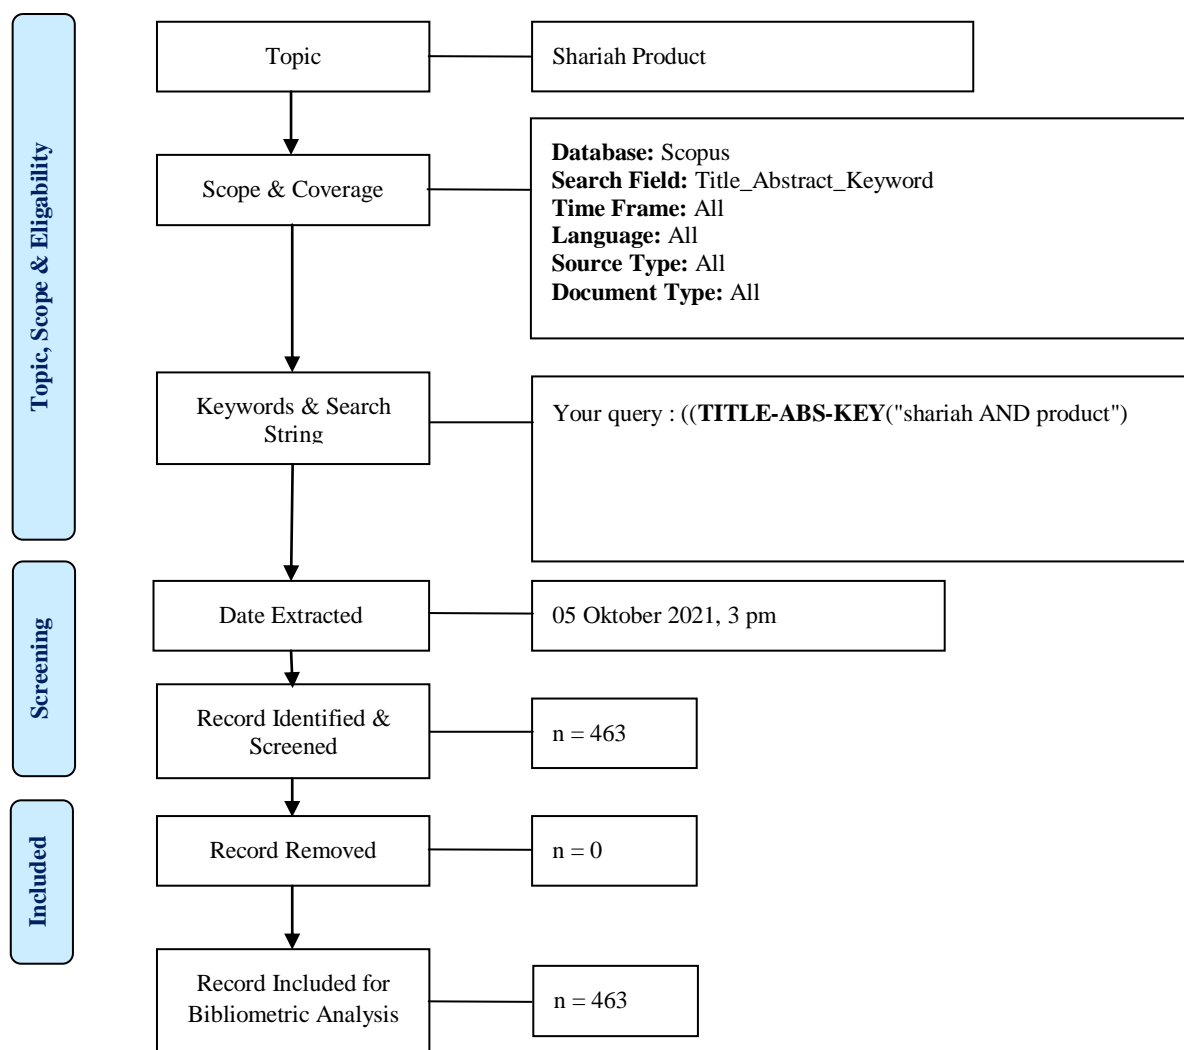 Topic, Scope & Eligability
Topic
Shariah Product
Scope & Coverage
Database: Scopus
Search Field: Title_Abstract_Keyword
Time Frame: All
Language: All
Source Type: All
Document Type: All
Keywords & Search
String
Your query : ((TITLE-ABS-KEY("shariah AND product")
Screening
Date Extracted
05 Oktober 2021, 3 pm
Record Identified &
Screened
n = 463
Included
Record Removed
n = 0
Record Included for
Bibliometric Analysis
n = 463